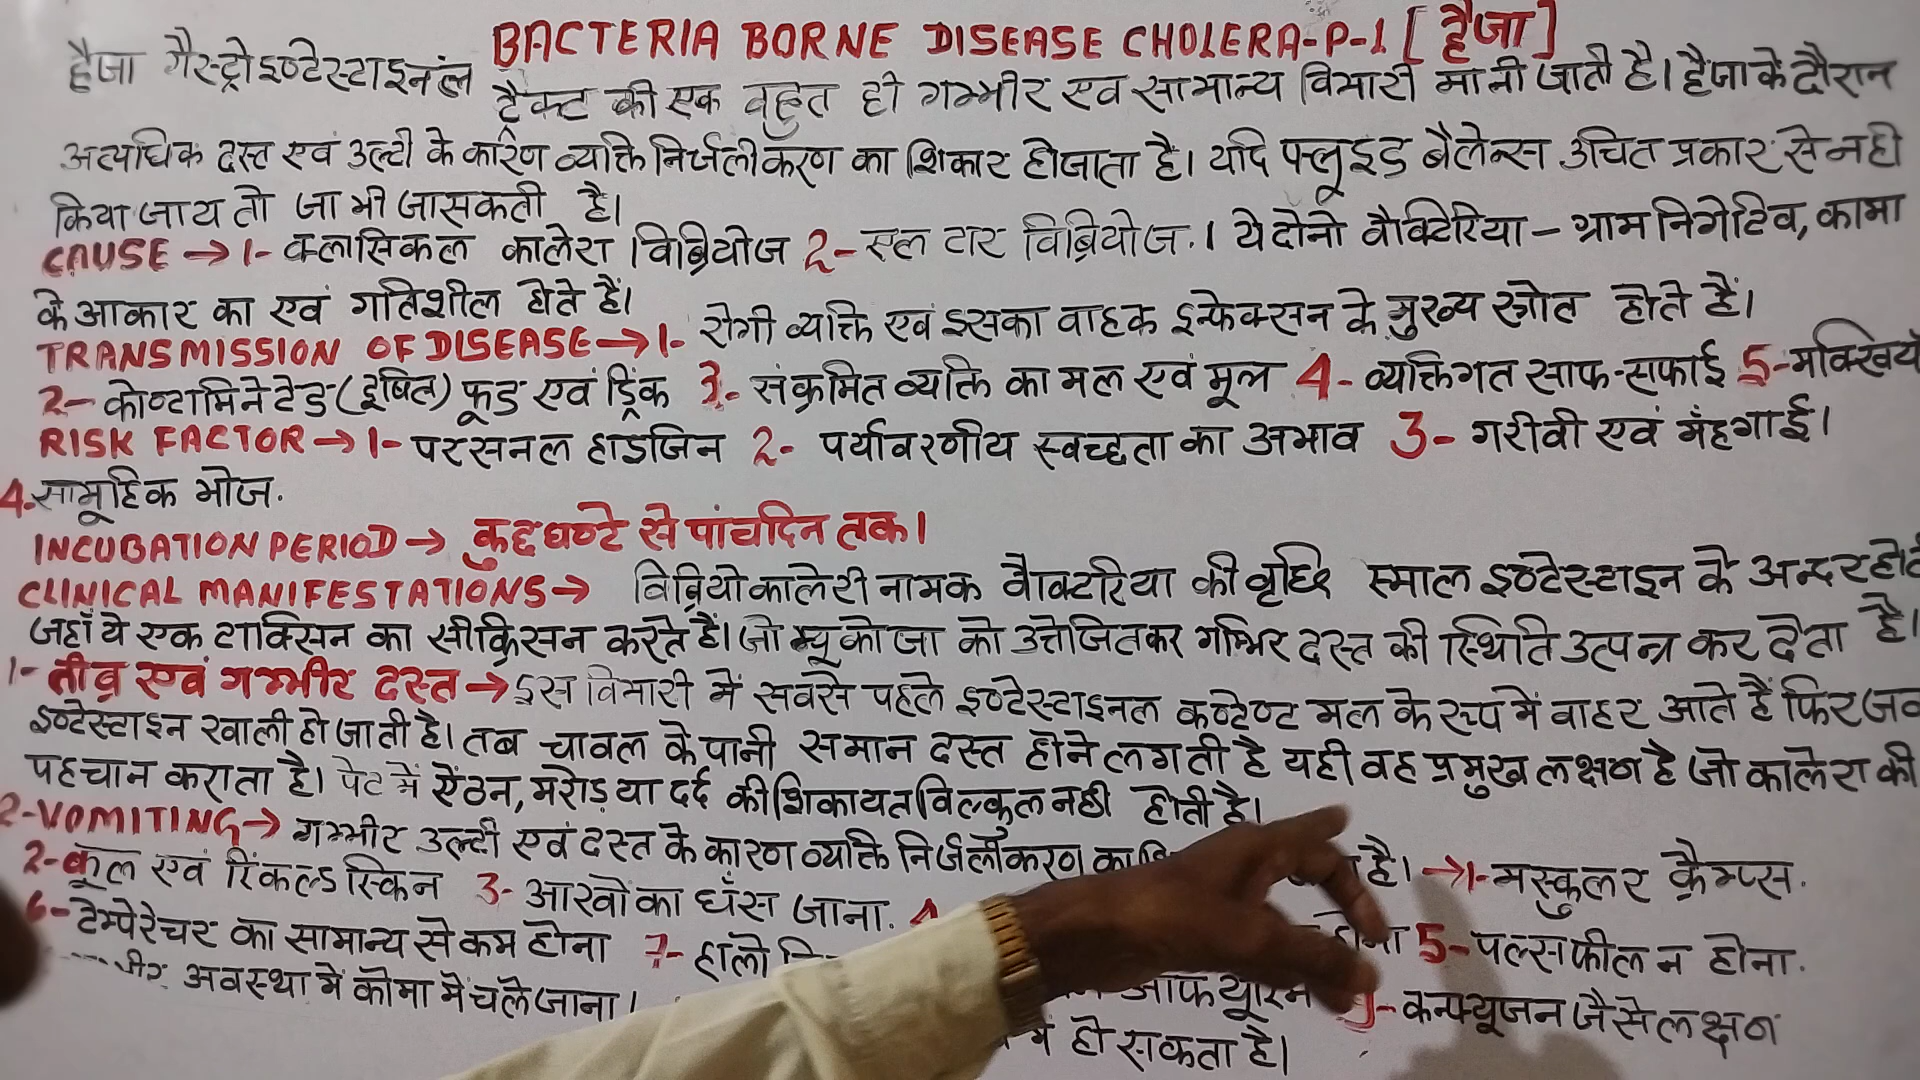 BACTERIA BORNE DISEASE CHOLERA-P-1 [हैजा]
हैजा गैस्ट्रोइण्टेस्टाइनल ट्रैक्ट की एक बहुत ही गम्भीर एवं सामान्य विमारी मानी जाती है। हैजा के दौरान
अत्यधिक दस्त एवं उल्टी के कारण व्यक्ति निर्जलीकरण का शिकार होजाता है। यदि फ्लूइड बैलेन्स उचित प्रकार से नही
किया जाय तो जा भी जासकती है।
CAUSE → 1- क्लासिकल कालेरा विब्रियोज 2- एल टार विब्रियोज.। ये दोनो वैक्टिरिया – ग्राम निगेटिव, कामा
के आकार का एवं गतिशील होते हैं।
TRANSMISSION OF DISEASE → 1- रोगी व्यक्ति एवं इसका वाहक इन्फेक्सन के मुख्य स्त्रोत होते हैं।
2- कोण्टामिनेटेड (दूषित) फूड एवं ड्रिंक 3- संक्रमित व्यक्ति का मल एवं मूल 4- व्यक्तिगत साफ-सफाई 5- मक्खियाँ
RISK FACTOR → 1- परसनल हाइजिन 2- पर्यावरणीय स्वच्छता का अभाव 3- गरीवी एवं मंहगाई।
4. सामूहिक भोज.
INCUBATION PERIOD → कुछ घण्टे से पांचदिन तक।
CLINICAL MANIFESTATIONS → विब्रियो कालेरी नामक वैक्टरिया की वृद्धि स्माल इण्टेस्टाइन के अन्दर
जहाँ ये एक टाक्सिन का सीक्रिसन करते हैं। जो म्यूकोजा को उत्तेजितकर गम्भिर दस्त की स्थिति उत्पन्न कर देता है।
1- तीव्र एवं गम्भीर दस्त → इस विमारी में सवसे पहले इण्टेस्टाइनल कण्टेण्ट मल के रूप में वाहर आते हैं फिर जव
इण्टेस्टाइन खाली हो जाती है। तब चावल के पानी समान दस्त होने लगती है यही वह प्रमुख लक्षण है जो कालेरा की
पहचान कराता है। पेट में ऐंठन, मरोड़ या दर्द की शिकायत विल्कुल नही होती है।
2- VOMITING → गम्भीर उल्टी एवं दस्त के कारण व्यक्ति निर्जलीकरण का है। → 1- मस्कुलर क्रैम्प्स.
2- कूल एवं रिंकल्ड स्किन 3- आखों का धँस जाना. 4 होना 5- पल्स फील न होना.
6- टेम्परेचर का सामान्य से कम होना 7- हालो आफ यूरिन 9- कन्फ्यूजन जैसे लक्षण
अवस्था में कोमा में चले जाना। हो सकता है।